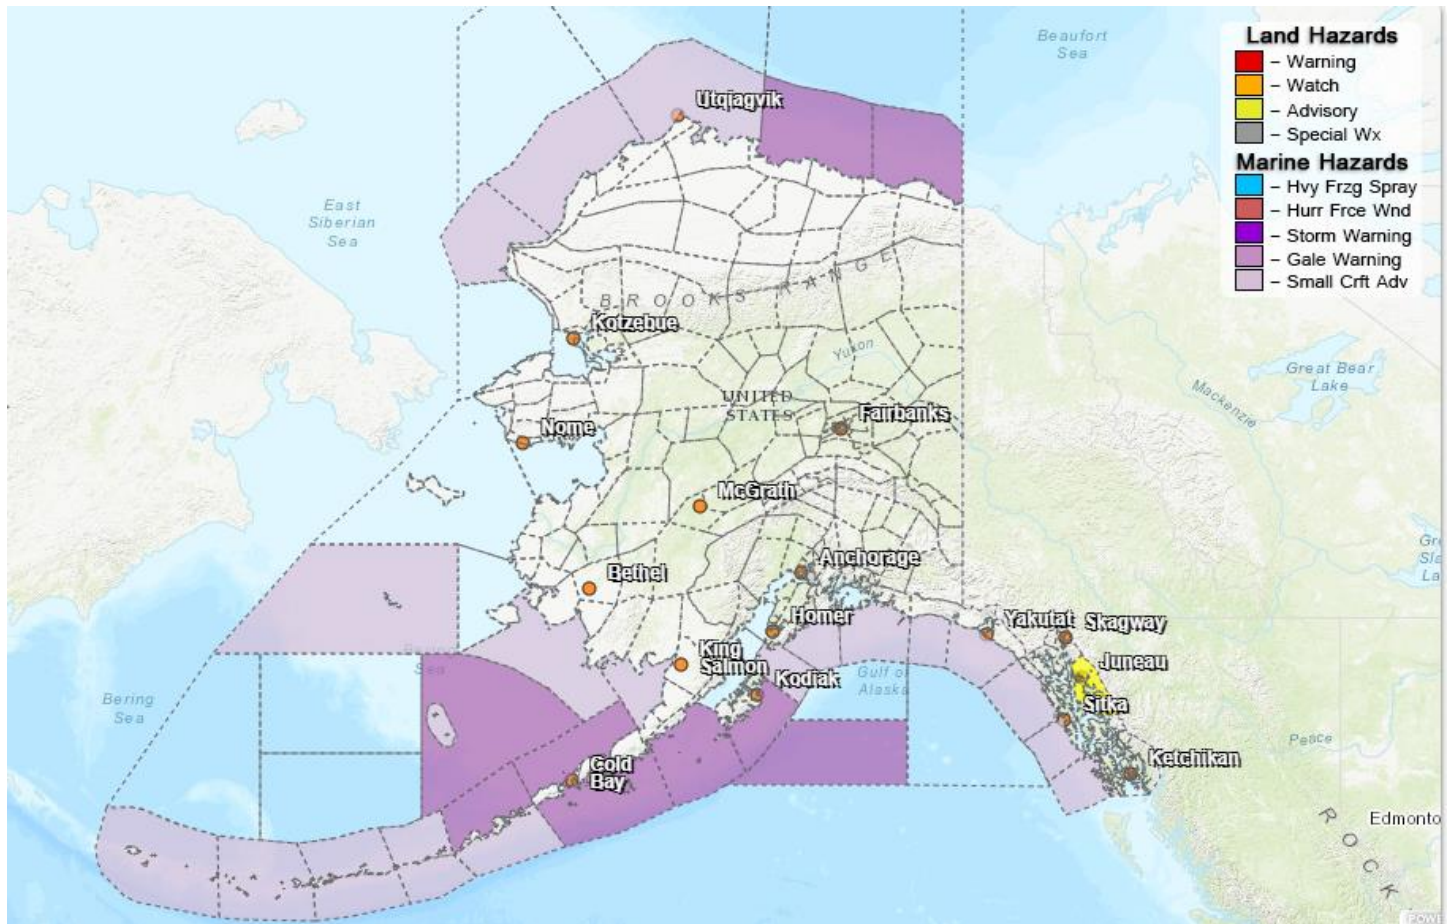 Beaufort
Sea
Land Hazards
– Warning
– Watch
– Advisory
– Special Wx
Marine Hazards
– Hvy Frzg Spray
– Hurr Frce Wnd
– Storm Warning
– Gale Warning
– Small Crft Adv
Utqiagvik
East
Siberian
Sea
BROOKS RANGE
Kotzebue
Yukon
Great Bear
Lake
Mackenzie
UNITED
STATES
Fairbanks
Nome
McGrath
Anchorage
Bethel
Homer
Yakutat
Skagway
King
Salmon
Juneau
Sea
Kodiak
Gulf of
Alaska
Bering
Sea
Sitka
Peace
Ketchikan
Cold
Bay
Edmonto
ROCK